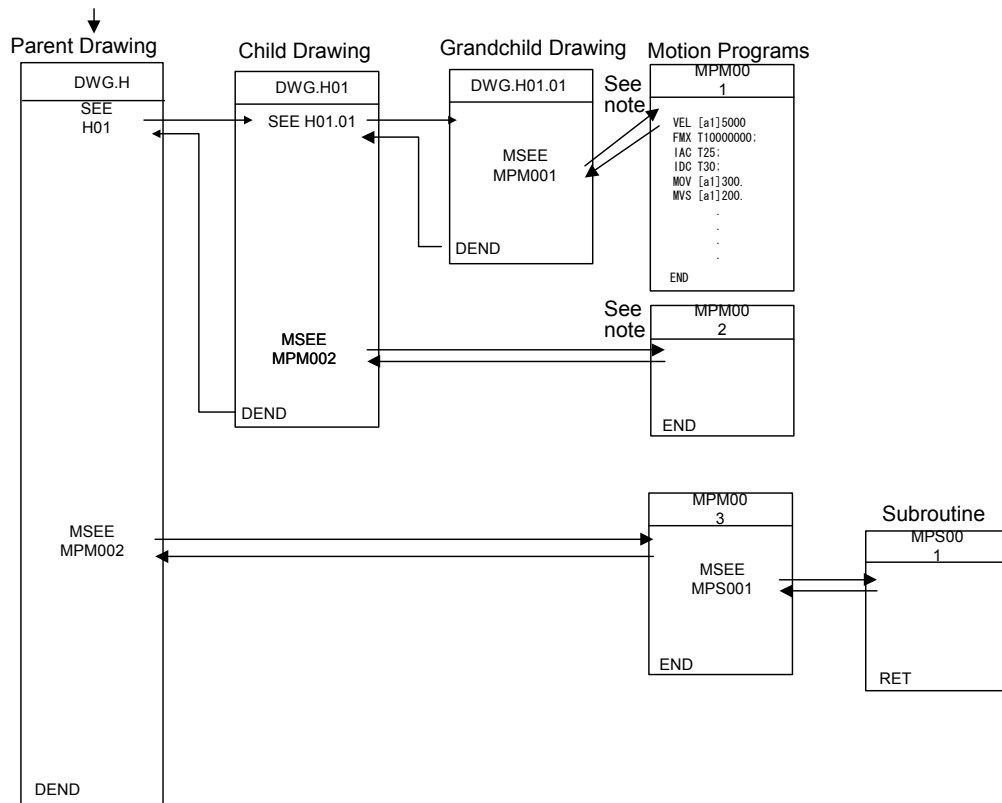 Parent Drawing
DWG.H
SEE
H01
MSEE
MPM002
DEND
Child Drawing
DWG.H01
SEE H01.01
MSEE
MPM002
DEND
Grandchild Drawing
DWG.H01.01
MSEE
MPM001
DEND
See
note
Motion Programs
MPM00
1
VEL [a1]5000
FMX T10000000;
IAC T25;
IDC T30;
MOV [a1]300.
MVS [a1]200.
.
.
.
.
END
See
note
MPM00
2
END
MPM00
3
MSEE
MPS001
END
Subroutine
MPS00
1
RET